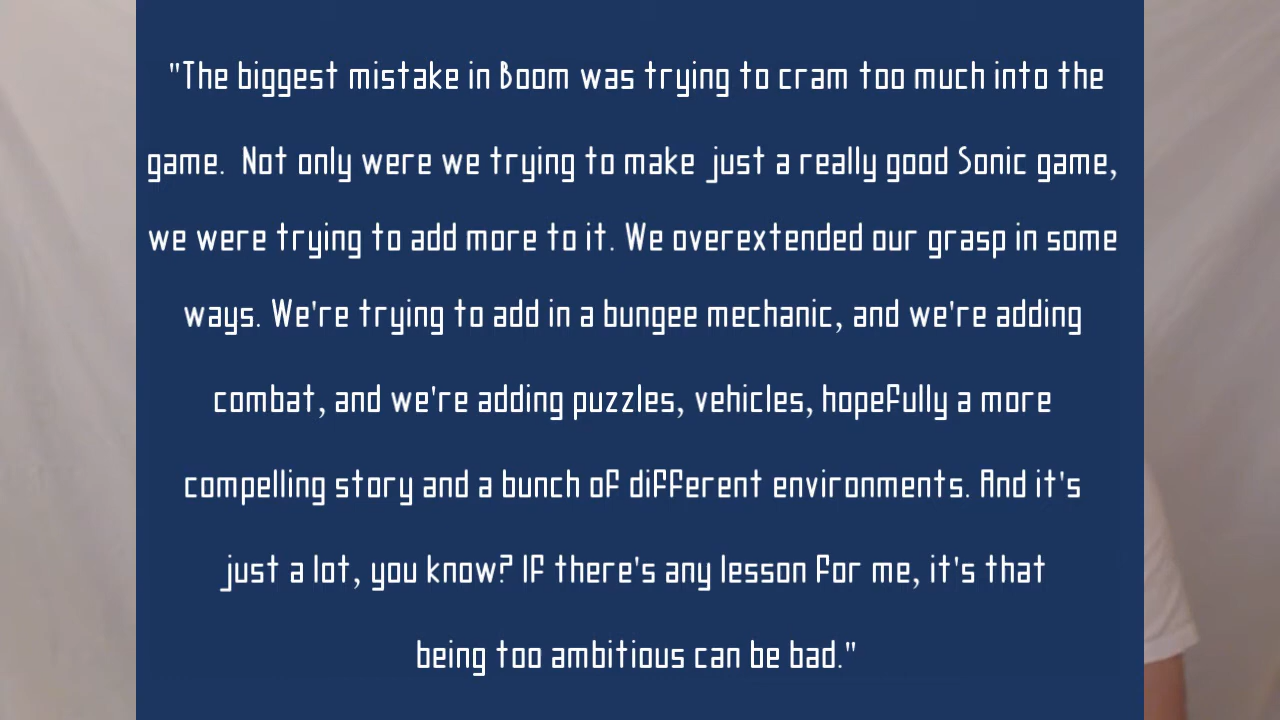 "The biggest mistake in Boom was trying to cram too much into the
game.  Not only were we trying to make just a really good Sonic game,
we were trying to add more to it. We overextended our grasp in some
ways. We're trying to add in a bungee mechanic, and we're adding
combat, and we're adding puzzles, vehicles, hopefully a more
compelling story and a bunch of different environments. And it's
just a lot, you know? If there's any lesson for me, it's that
being too ambitious can be bad."